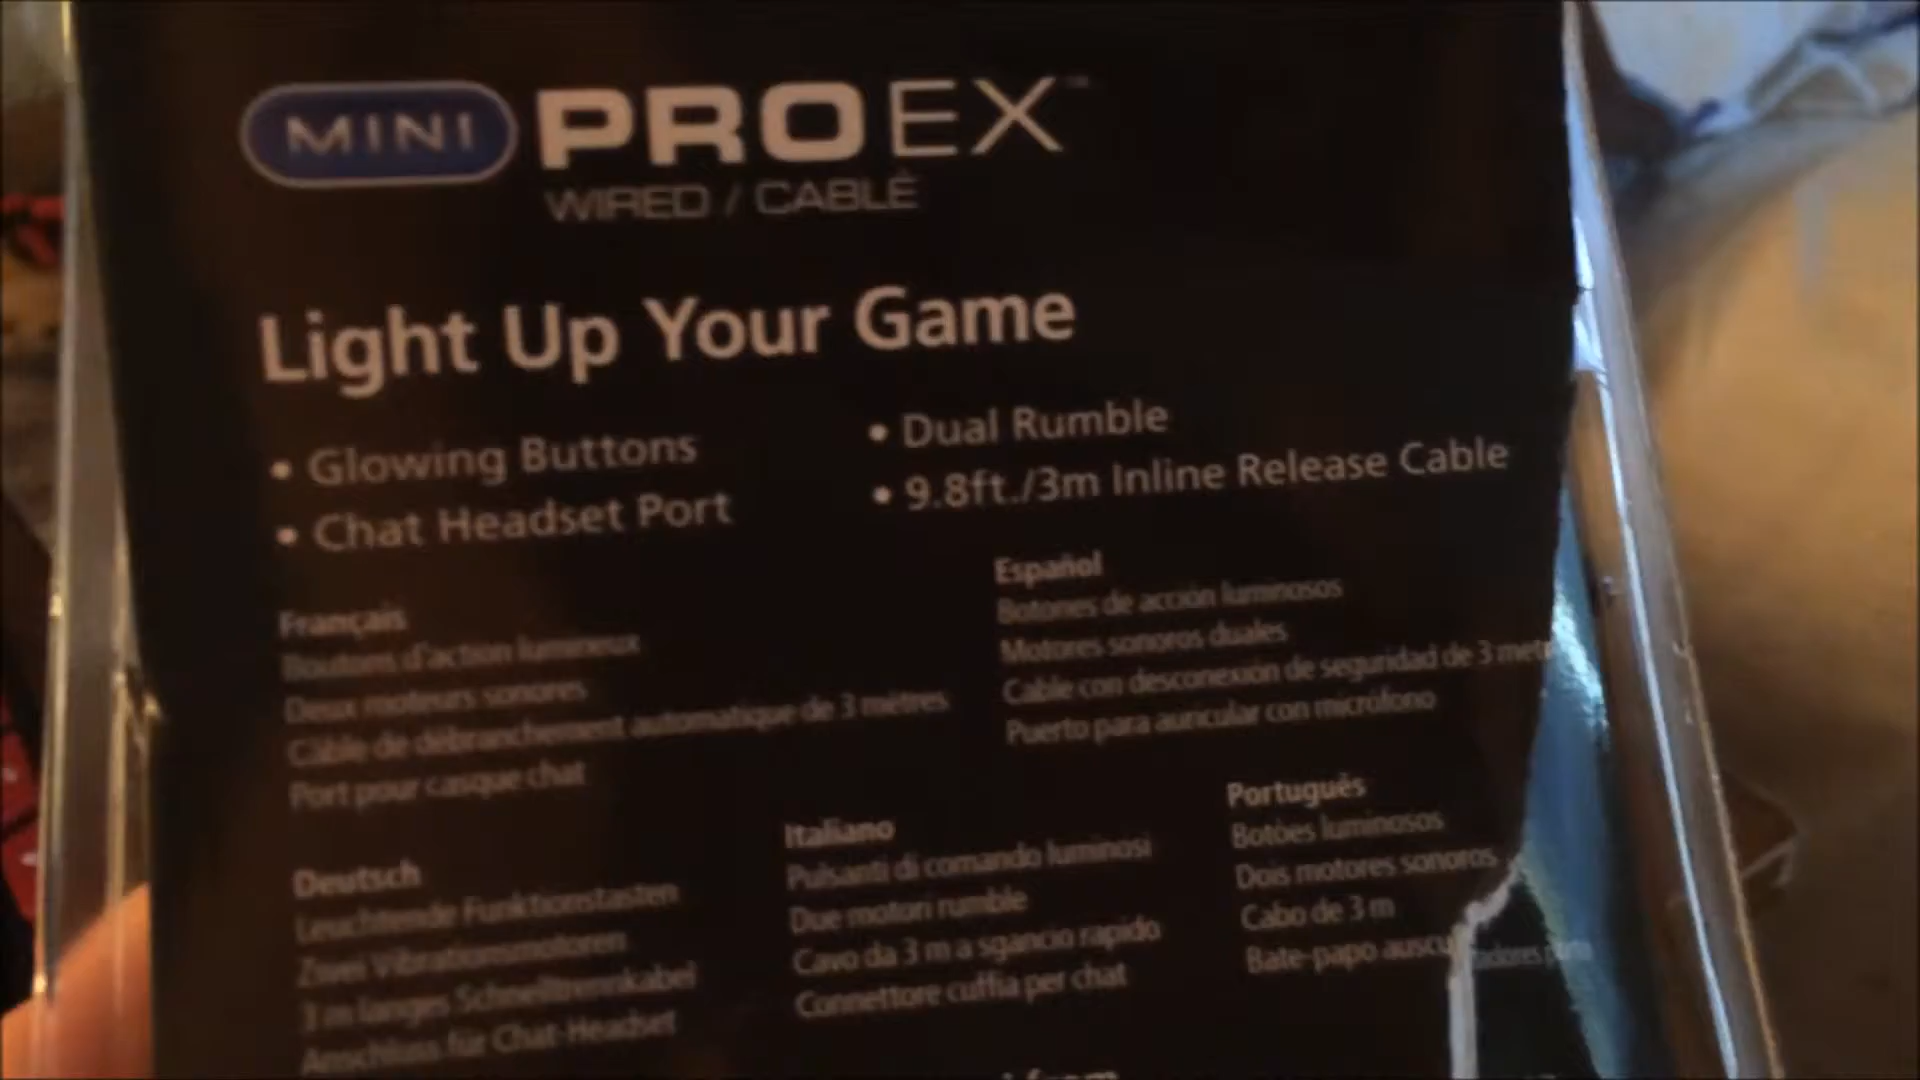 MINI PRO EX™
WIRED / CABLÉ
Light Up Your Game
• Glowing Buttons
• Chat Headset Port
• Dual Rumble
• 9.8ft./3m Inline Release Cable
Français
Boutons d'action lumineux
Deux moteurs sonores
Câble de débranchement automatique de 3 mètres
Port pour casque chat
Español
Botones de acción luminosos
Motores sonoros duales
Cable con desconexión de seguridad de 3 metr
Puerto para auricular con micrófono
Deutsch
Leuchtende Funktionstasten
Zwei Vibrationsmotoren
3 m langes Schnelltrennkabel
Anschluss für Chat-Headset
Italiano
Pulsanti di comando luminosi
Due motori rumble
Cavo da 3 m a sgancio rapido
Connettore cuffia per chat
Português
Botões luminosos
Dois motores sonoros
Cabo de 3 m
Bate-papo auscu